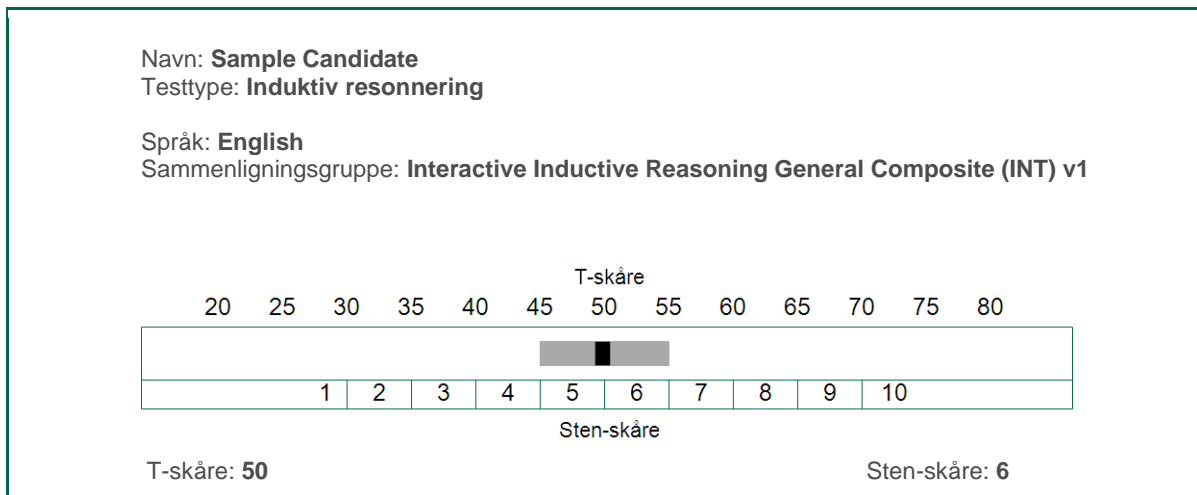 Navn: Sample Candidate
Testtype: Induktiv resonnering
Språk: English
Sammenligningsgruppe: Interactive Inductive Reasoning General Composite (INT) v1
T-skåre
20 25 30 35 40 45 50 55 60 65 70 75 80
1 2 3 4 5 6 7 8 9 10
Sten-skåre
T-skåre: 50 Sten-skåre: 6